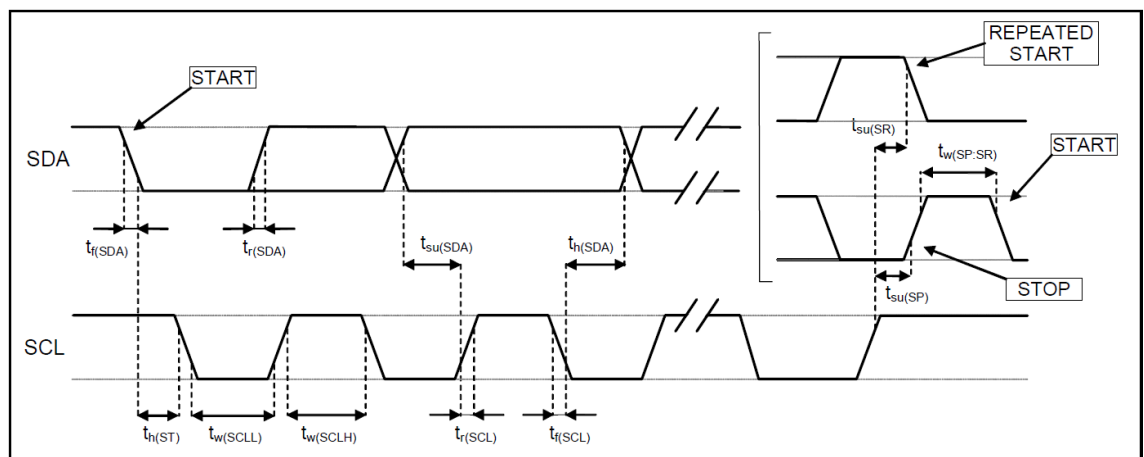 REPEATED
START
START
tsu(SR)
tw(SP:SR)
START
SDA
tf(SDA)
tr(SDA)
tsu(SDA)
th(SDA)
tsu(SP)
STOP
SCL
th(ST)
tw(SCLL)
tw(SCLH)
tr(SCL)
tf(SCL)